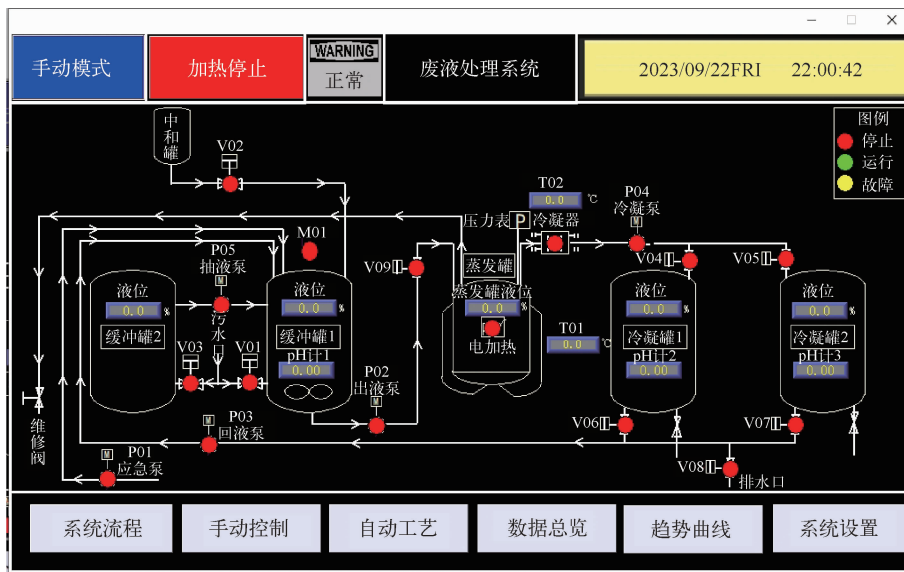 手动模式
加热停止
WARNING
正常
废液处理系统
2023/09/22FRI 22:00:42
图例
停止
运行
故障
中和罐
V02
T02
0.0 ℃
P04
冷凝泵
M
压力表 P 冷凝器
M01
P05
抽液泵
M
V09
蒸发罐
V04
V05
液位
0.0 %
缓冲罐2
污水口
液位
0.0 %
缓冲罐1
pH计1
0.00
蒸发罐液位
0.0 %
电加热
T01
0.0 ℃
液位
0.0 %
冷凝罐1
pH计2
0.00
液位
0.0 %
冷凝罐2
pH计3
0.00
V03
V01
P02
出液泵
M
维修阀
P03
回液泵
M
V06
V07
P01
应急泵
M
V08
排水口
系统流程
手动控制
自动工艺
数据总览
趋势曲线
系统设置